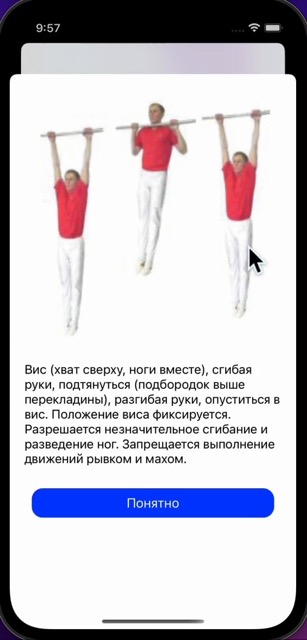 9:57
Вис (хват сверху, ноги вместе), сгибая
руки, подтянуться (подбородок выше
перекладины), разгибая руки, опуститься в
вис. Положение виса фиксируется.
Разрешается незначительное сгибание и
разведение ног. Запрещается выполнение
движений рывком и махом.
Понятно